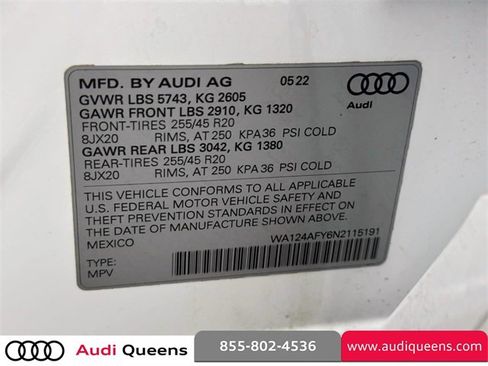 MFD. BY AUDI AG 05 22
GVWR LBS 5743, KG 2605
GAWR FRONT LBS 2910, KG 1320
FRONT-TIRES 255/45 R20
8JX20 RIMS, AT 250 KPA 36 PSI COLD
GAWR REAR LBS 3042, KG 1380
REAR-TIRES 255/45 R20
8JX20 RIMS, AT 250 KPA 36 PSI COLD
Audi
THIS VEHICLE CONFORMS TO ALL APPLICABLE
U.S. FEDERAL MOTOR VEHICLE SAFETY AND
THEFT PREVENTION STANDARDS IN EFFECT ON
THE DATE OF MANUFACTURE SHOWN ABOVE
MEXICO WA124AFY6N2115191
TYPE:
MPV
Audi Queens 855-802-4536 www.audiqueens.com